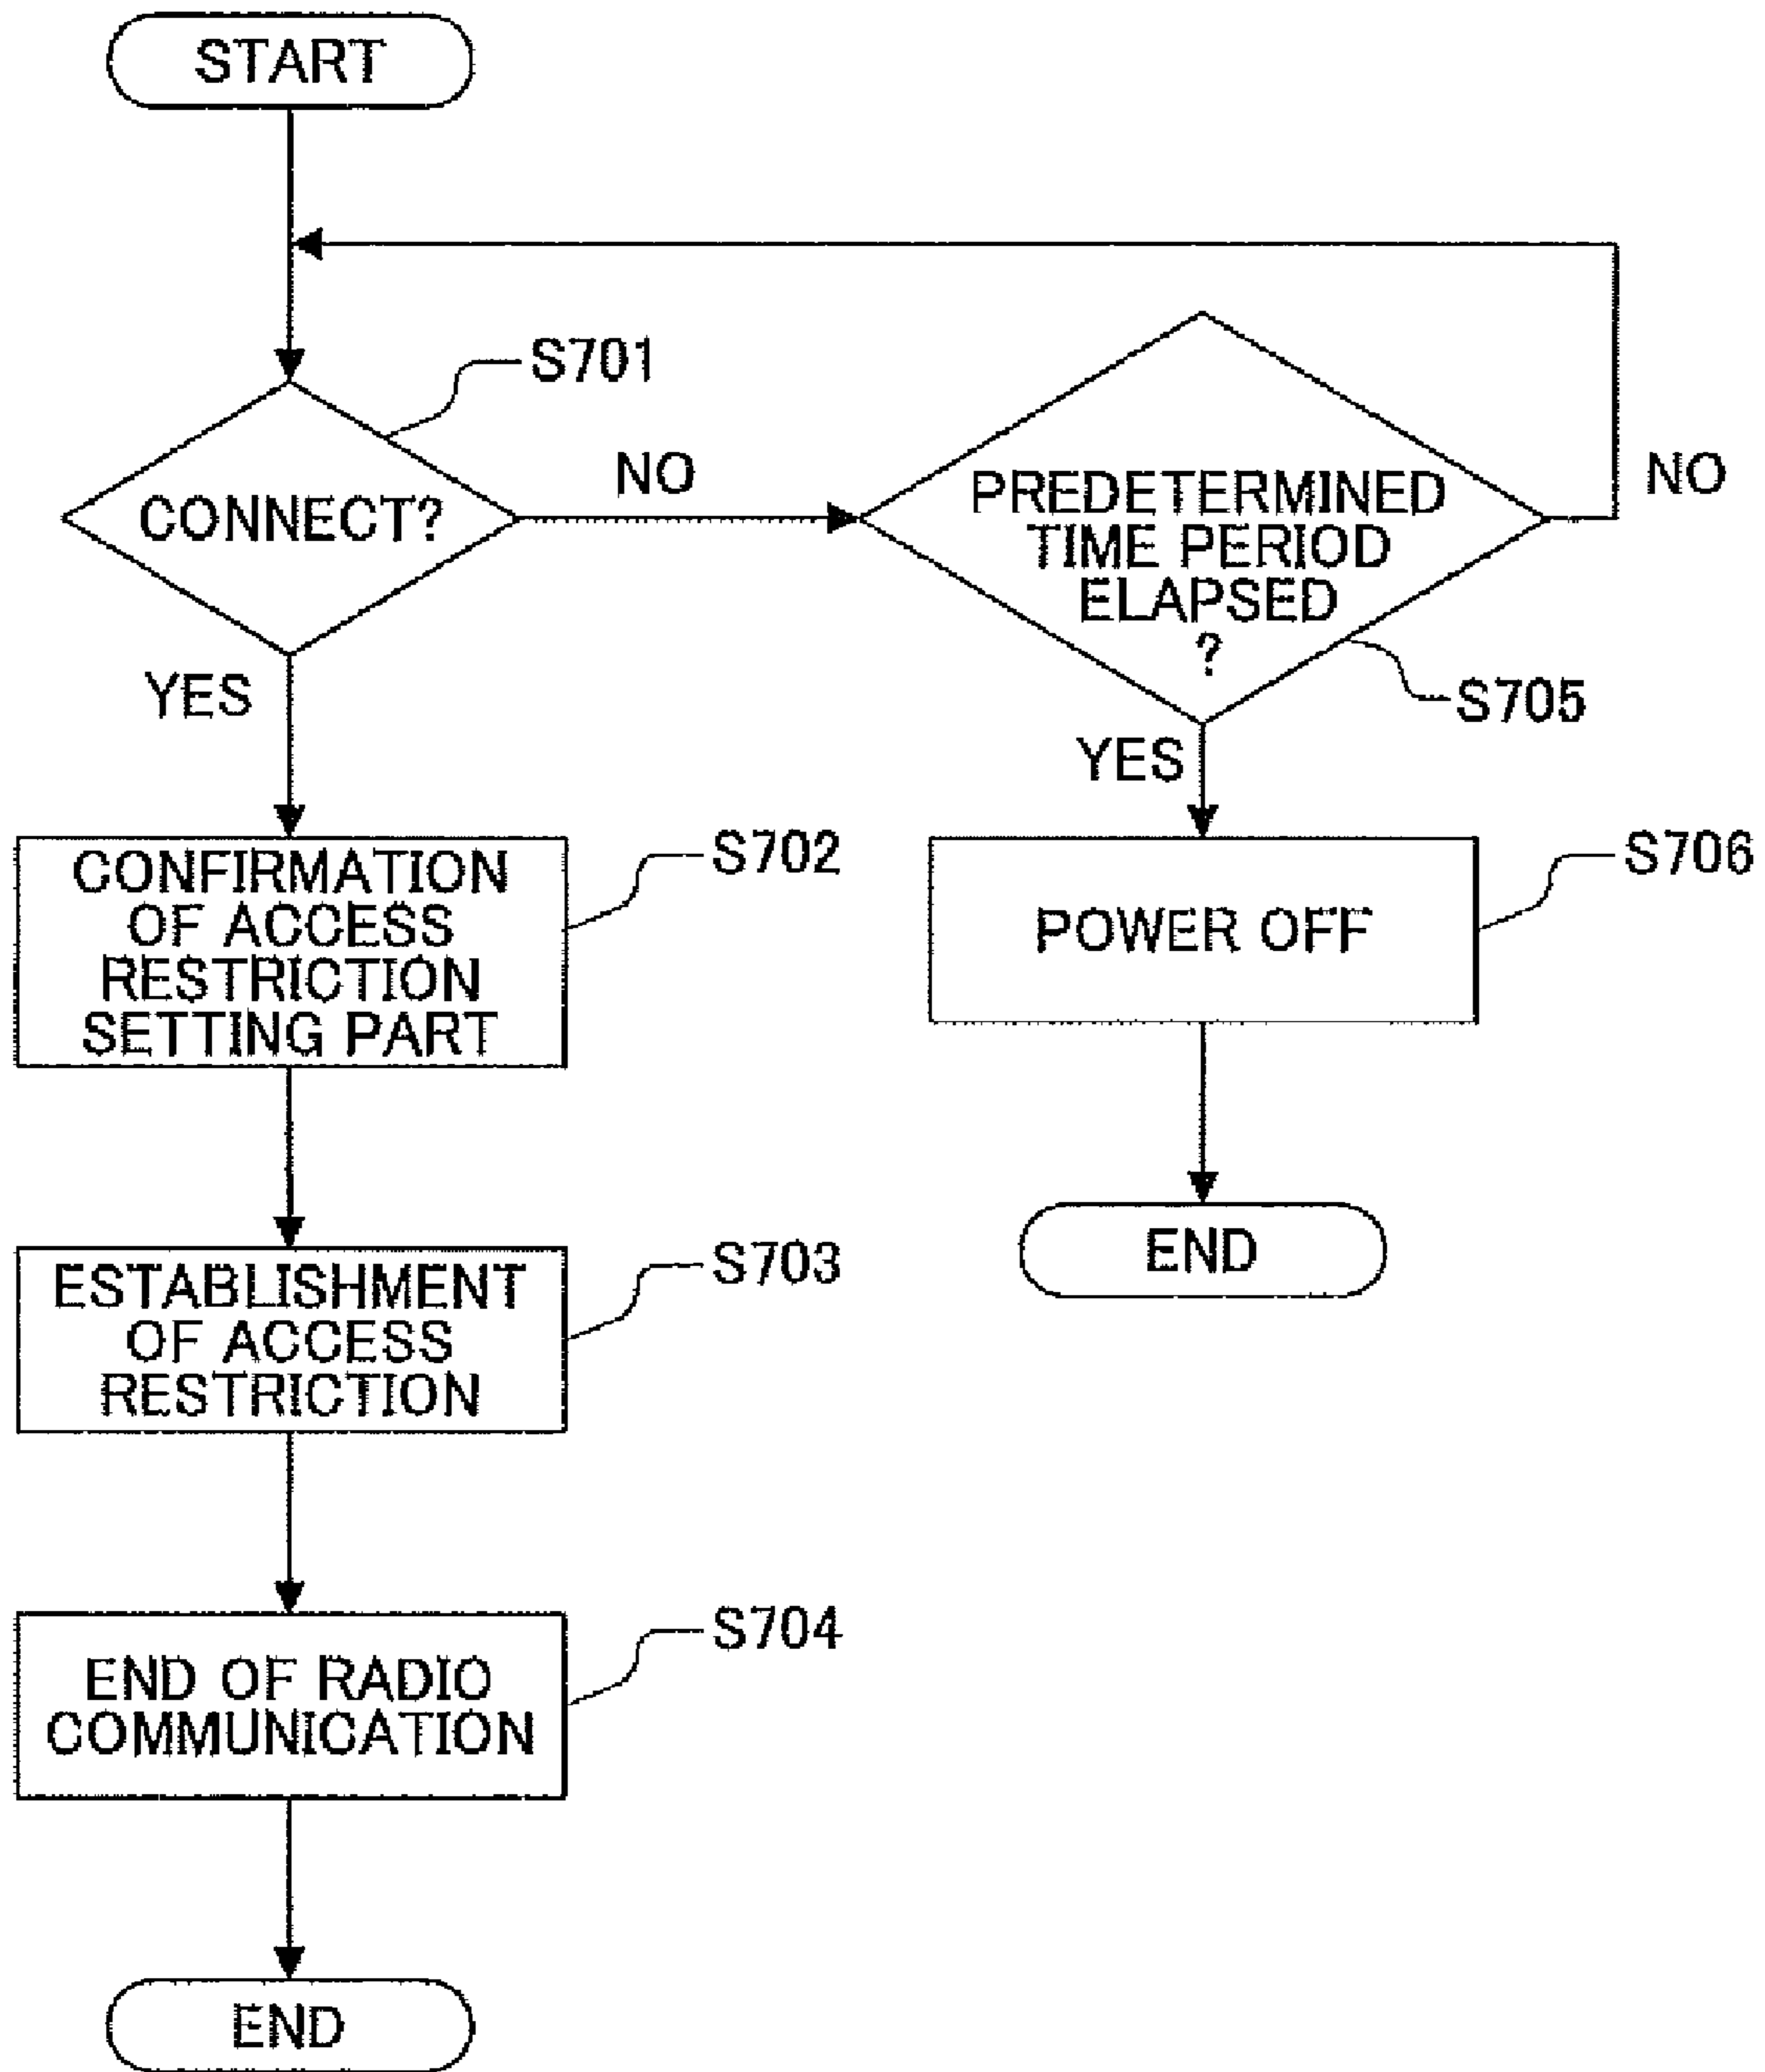 START
S701
CONNECT?
NO
PREDETERMINED
TIME PERIOD
ELAPSED
?
NO
S705
YES
YES
CONFIRMATION
OF ACCESS
RESTRICTION
SETTING PART
S702
POWER OFF
S706
ESTABLISHMENT
OF ACCESS
RESTRICTION
S703
END
END OF RADIO
COMMUNICATION
S704
END